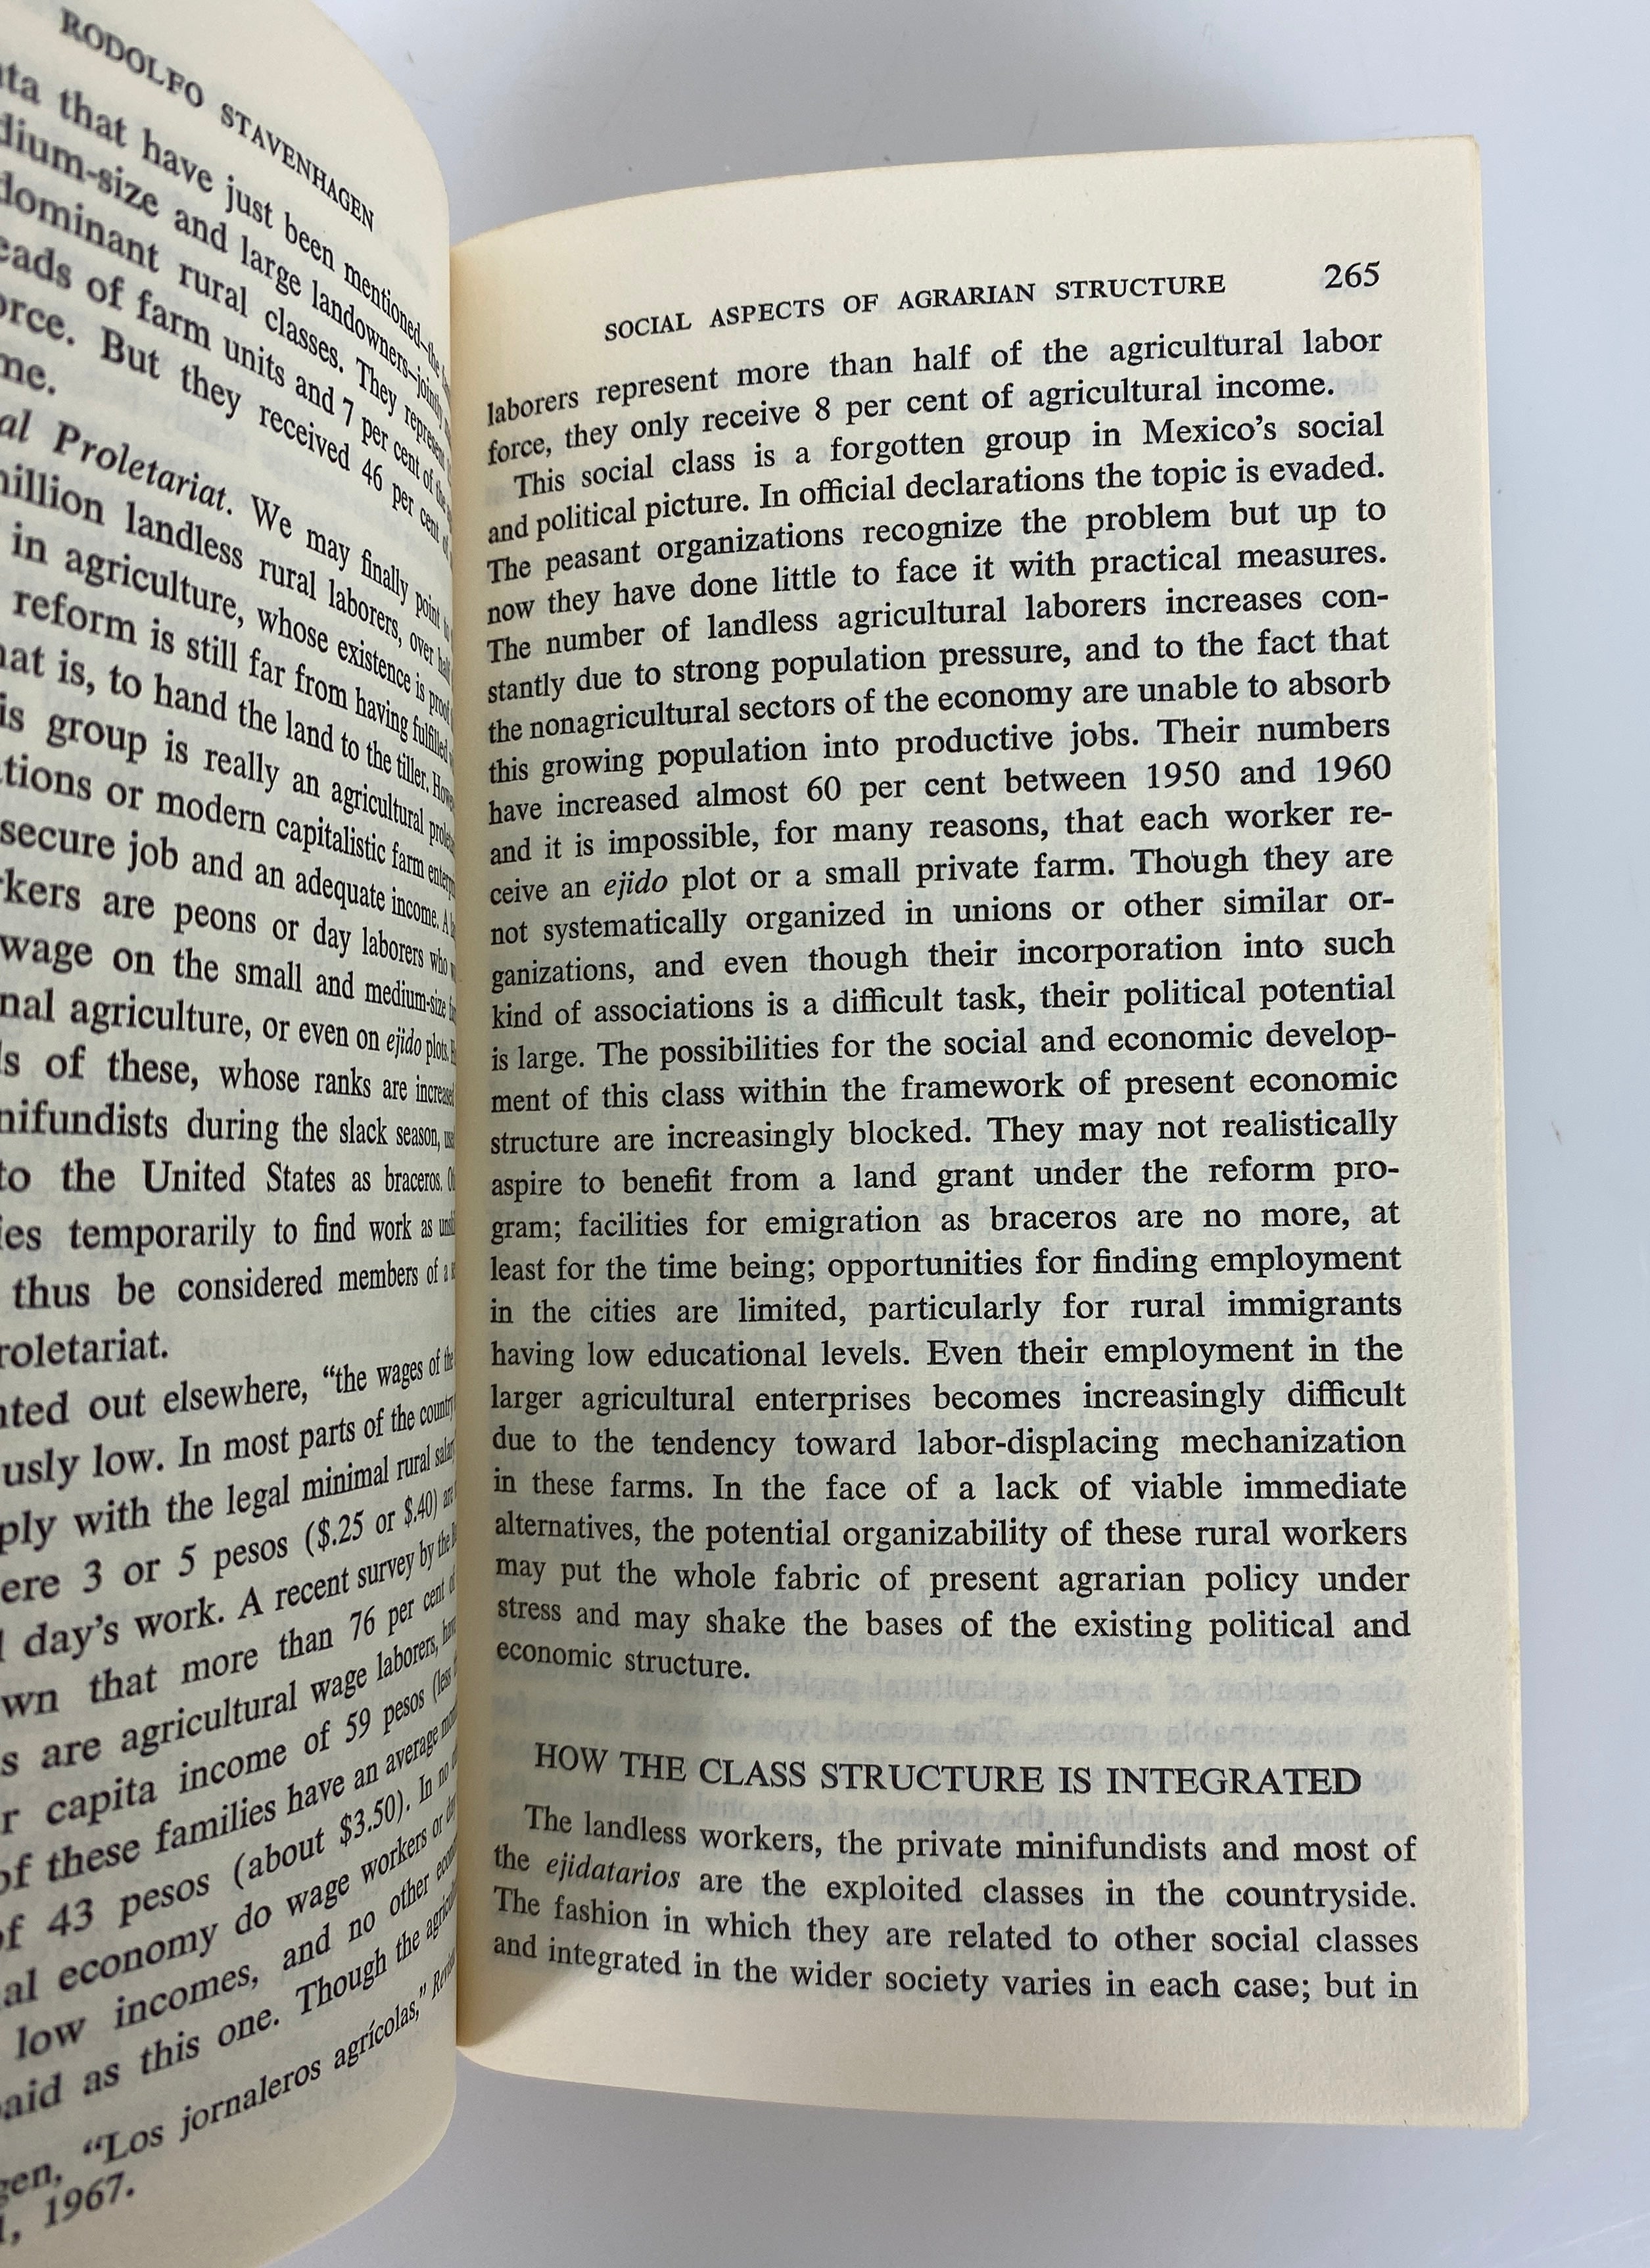 RODOLFO STAVENHAGEN
that have just been mentioned—the
and large landowners—jointly
dominant rural classes. They represent
of farm units and 7 per cent of the
But they received 46 per cent
Proletariat. We may finally point
landless rural laborers, over half
in agriculture, whose existence is proof
reform is still far from having fulfilled
is, to hand the land to the tiller.
group is really an agricultural
or modern capitalistic farm
secure job and an adequate income. A
are peons or day laborers who
wage on the small and medium-size
agriculture, or even on ejido plots.
of these, whose ranks are
during the slack season,
to the United States as braceros.
temporarily to find work as
thus be considered members of a
out elsewhere, “the wages of the
low. In most parts of the country
with the legal minimal rural
3 or 5 pesos ($.25 or $.40)
day’s work. A recent survey by the
that more than 76 per cent
are agricultural wage laborers,
capita income of 59 pesos (less
of these families have an average
43 pesos (about $3.50). In no
economy do wage workers or
low incomes, and no other
as this one. Though the
“Los jornaleros agrícolas,”
1967.
SOCIAL ASPECTS OF AGRARIAN STRUCTURE 265
laborers represent more than half of the agricultural labor
force, they only receive 8 per cent of agricultural income.
This social class is a forgotten group in Mexico’s social
and political picture. In official declarations the topic is evaded.
The peasant organizations recognize the problem but up to
now they have done little to face it with practical measures.
The number of landless agricultural laborers increases con-
stantly due to strong population pressure, and to the fact that
the nonagricultural sectors of the economy are unable to absorb
this growing population into productive jobs. Their numbers
have increased almost 60 per cent between 1950 and 1960
and it is impossible, for many reasons, that each worker re-
ceive an ejido plot or a small private farm. Though they are
not systematically organized in unions or other similar or-
ganizations, and even though their incorporation into such
kind of associations is a difficult task, their political potential
is large. The possibilities for the social and economic develop-
ment of this class within the framework of present economic
structure are increasingly blocked. They may not realistically
aspire to benefit from a land grant under the reform pro-
gram; facilities for emigration as braceros are no more, at
least for the time being; opportunities for finding employment
in the cities are limited, particularly for rural immigrants
having low educational levels. Even their employment in the
larger agricultural enterprises becomes increasingly difficult
due to the tendency toward labor-displacing mechanization
in these farms. In the face of a lack of viable immediate
alternatives, the potential organizability of these rural workers
may put the whole fabric of present agrarian policy under
stress and may shake the bases of the existing political and
economic structure.
HOW THE CLASS STRUCTURE IS INTEGRATED
The landless workers, the private minifundists and most of
the ejidatarios are the exploited classes in the countryside.
The fashion in which they are related to other social classes
and integrated in the wider society varies in each case; but in